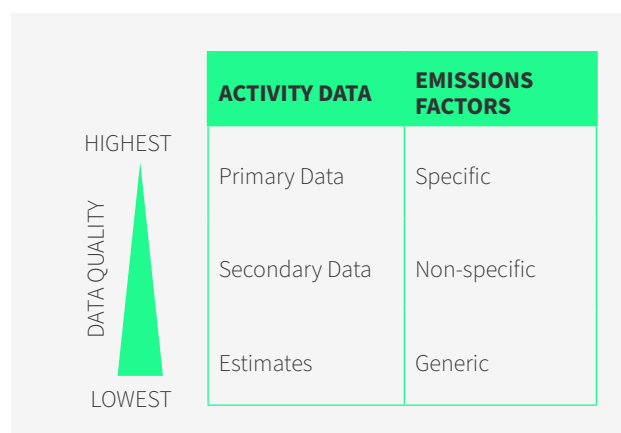 ACTIVITY DATA
EMISSIONS
FACTORS
HIGHEST
DATA QUALITY
LOWEST
Primary Data
Specific
Secondary Data
Non-specific
Estimates
Generic